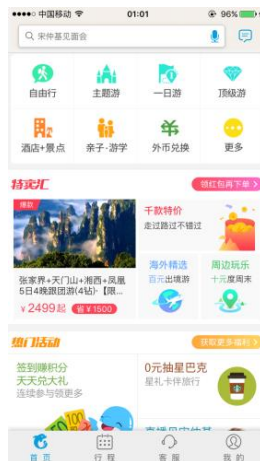 中国移动 01:01 96%
宋仲基见面会
自由行 主题游 一日游 顶级游
酒店+景点 亲子·游学 外币兑换 更多
特卖汇 领红包再下单 >
爆款
千款特价
走过路过不错过
海外精选 周边玩乐
百元出境游 十元度周末
张家界+天门山+湘西+凤凰
5日4晚跟团游(4钻)·【限...
¥2499起 省¥1500
热门活动 获取更多福利 >
签到赚积分
天天兑大礼
连续参与领更多
0元抽星巴克
星礼卡伴旅行
100
首页 行程 客服 我的